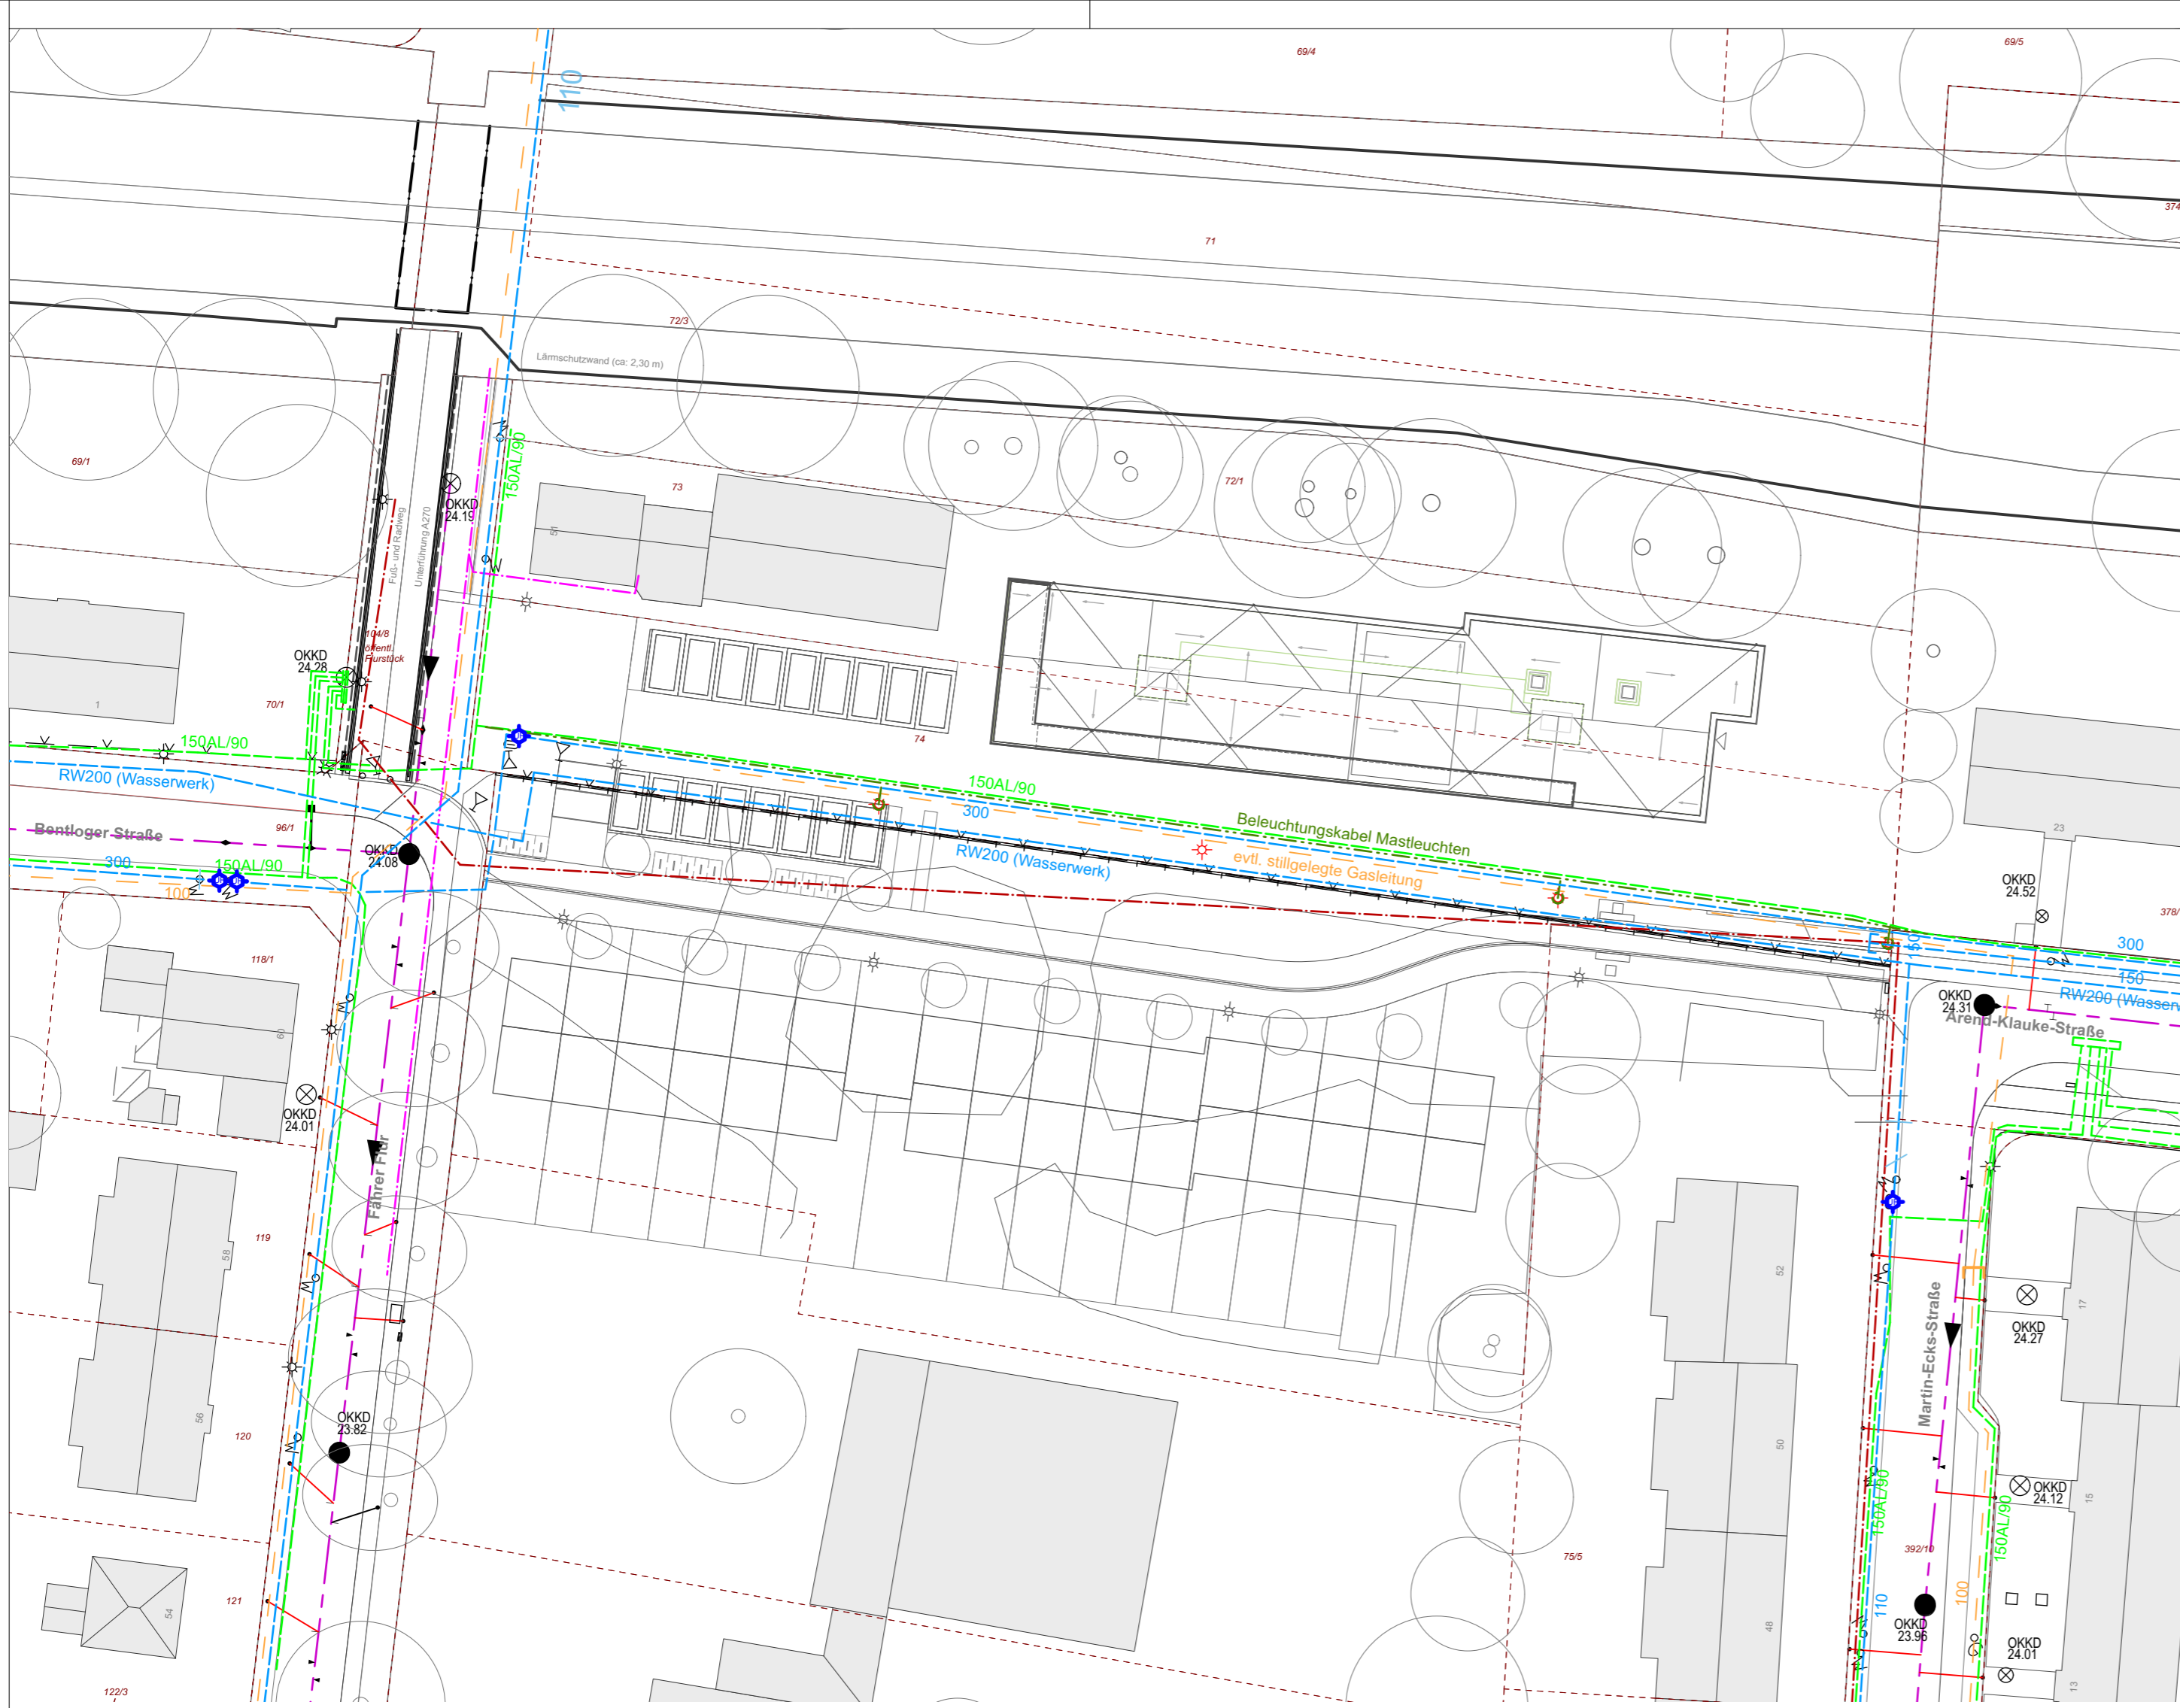 69/4
69/5
110
374
71
72/3
Lärmschutzwand (ca: 2,30 m)
69/1
150AL/90
73
72/1
OKKD
24.19
51
Fuß- und Radweg
Unterführung A270
104/8
öffentl.
Flurstück
OKKD
24.28
70/1
1
150AL/90
74
RW200 (Wasserwerk)
150AL/90
300
Beleuchtungskabel Mastleuchten
23
Bentloger Straße
96/1
OKKD
24.08
RW200 (Wasserwerk)
evtl. stillgelegte Gasleitung
300
150AL/90
100
OKKD
24.52
378/
118/1
150
300
150
RW200 (Wasserw
OKKD
24.31
Arend-Klauke-Straße
60
OKKD
24.01
Fährer Flur
119
58
52
Martin-Ecks-Straße
17
OKKD
24.27
56
120
OKKD
23.82
50
150AL/90
OKKD
24.12
15
150AL/90
75/5
392/10
121
54
48
110
100
OKKD
23.96
OKKD
24.01
13
122/3